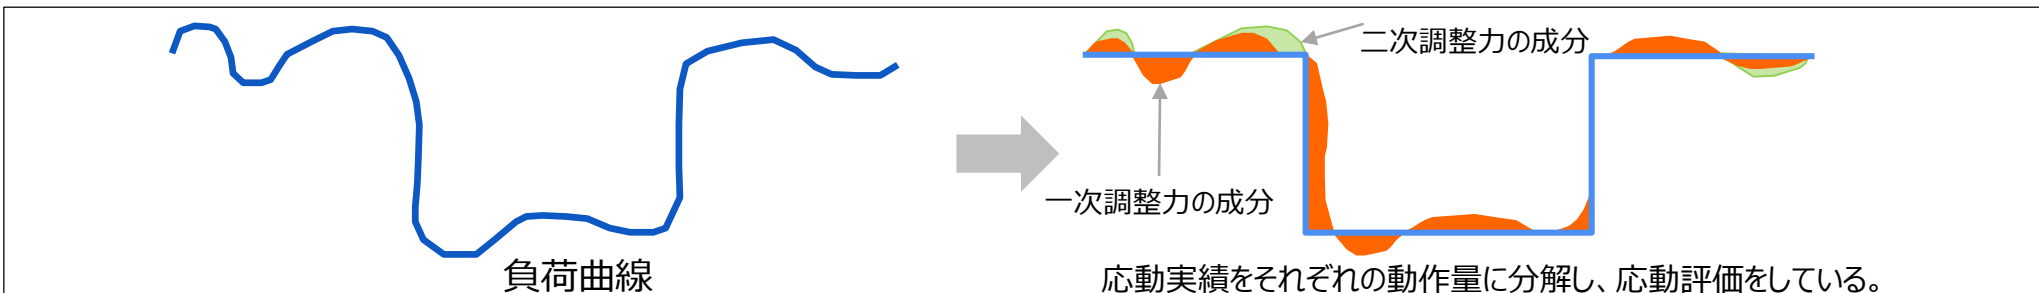 二次調整力の成分
一次調整力の成分
負荷曲線
応動実績をそれぞれの動作量に分解し、応動評価をしている。